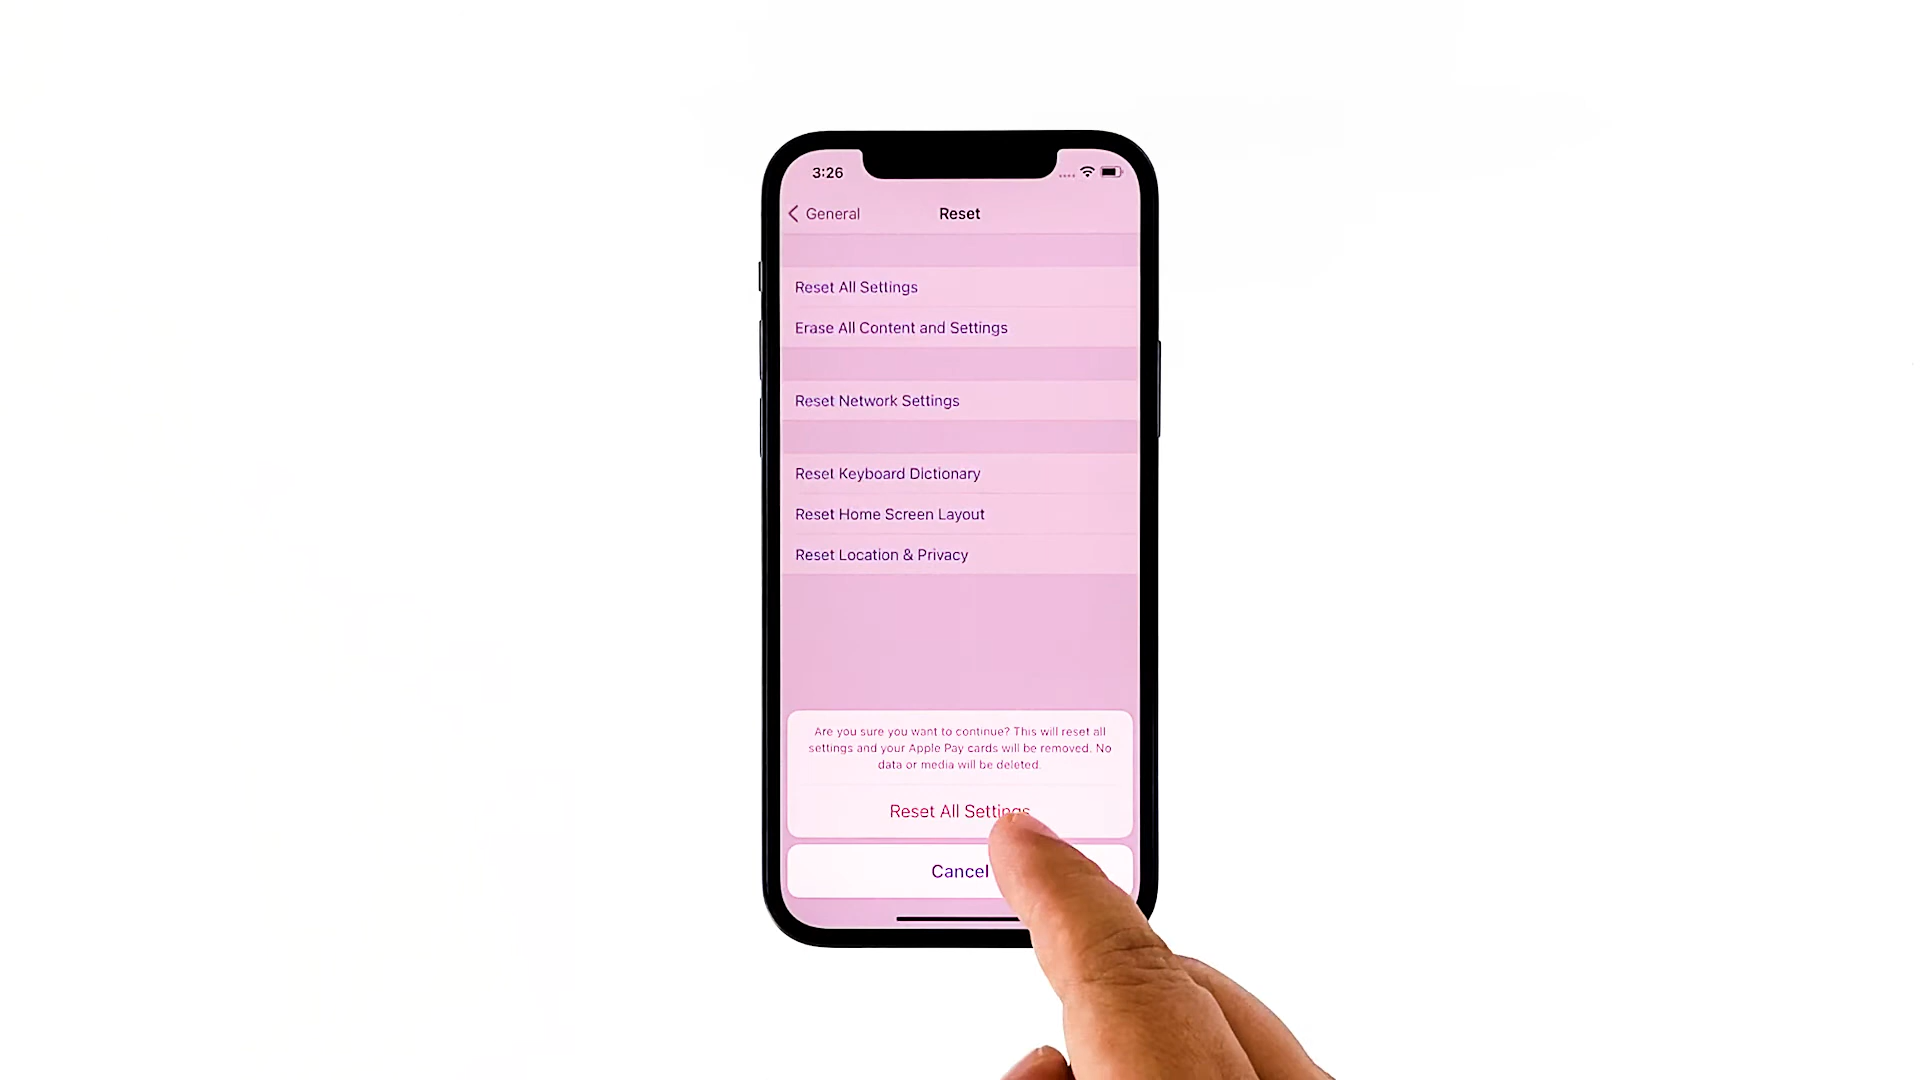 3:26
General
Reset
Reset All Settings
Erase All Content and Settings
Reset Network Settings
Reset Keyboard Dictionary
Reset Home Screen Layout
Reset Location & Privacy
Are you sure you want to continue? This will reset all
settings and your Apple Pay cards will be removed. No
data or media will be deleted.
Reset All Settings
Cancel